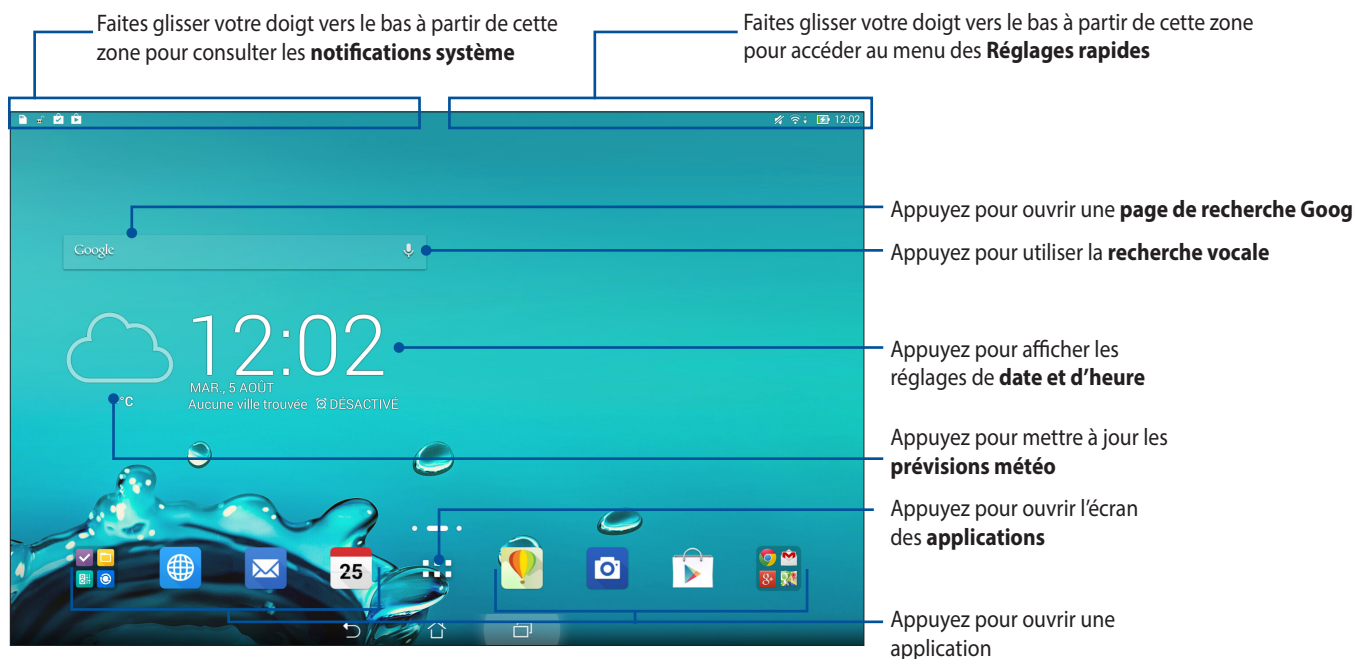 Faites glisser votre doigt vers le bas à partir de cette
zone pour consulter les notifications système
Faites glisser votre doigt vers le bas à partir de cette zone
pour accéder au menu des Réglages rapides
12:02
Appuyez pour ouvrir une page de recherche Goog
Google
Appuyez pour utiliser la recherche vocale
12:02
MAR., 5 AOÛT
Aucune ville trouvée DÉSACTIVÉ
°C
Appuyez pour afficher les
réglages de date et d’heure
Appuyez pour mettre à jour les
prévisions météo
Appuyez pour ouvrir l’écran
des applications
25
Appuyez pour ouvrir une
application